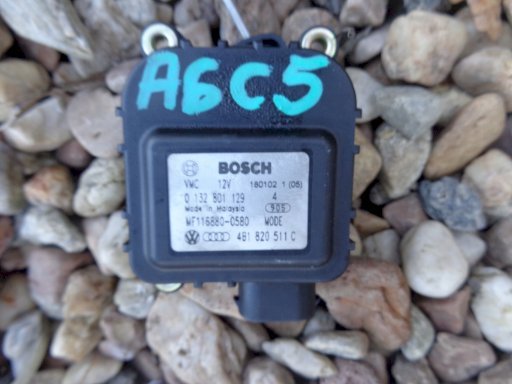 A6C5
BOSCH
VMC 12V 180102 1 (05)
0 132 801 129 4
Made in Malaysia 905
MF116880-0580 MODE
4B1 820 511 C